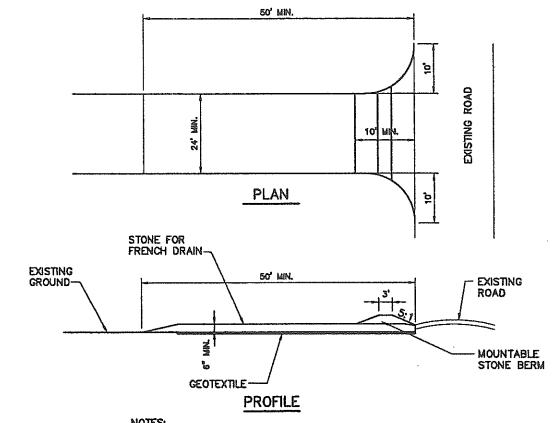 50' MIN.
10'
24' MIN.
10' MIN.
EXISTING ROAD
10'
PLAN
STONE FOR
FRENCH DRAIN
EXISTING
GROUND
50' MIN.
3'
5:1
EXISTING
ROAD
6" MIN.
MOUNTABLE
STONE BERM
GEOTEXTILE
PROFILE
NOTES: